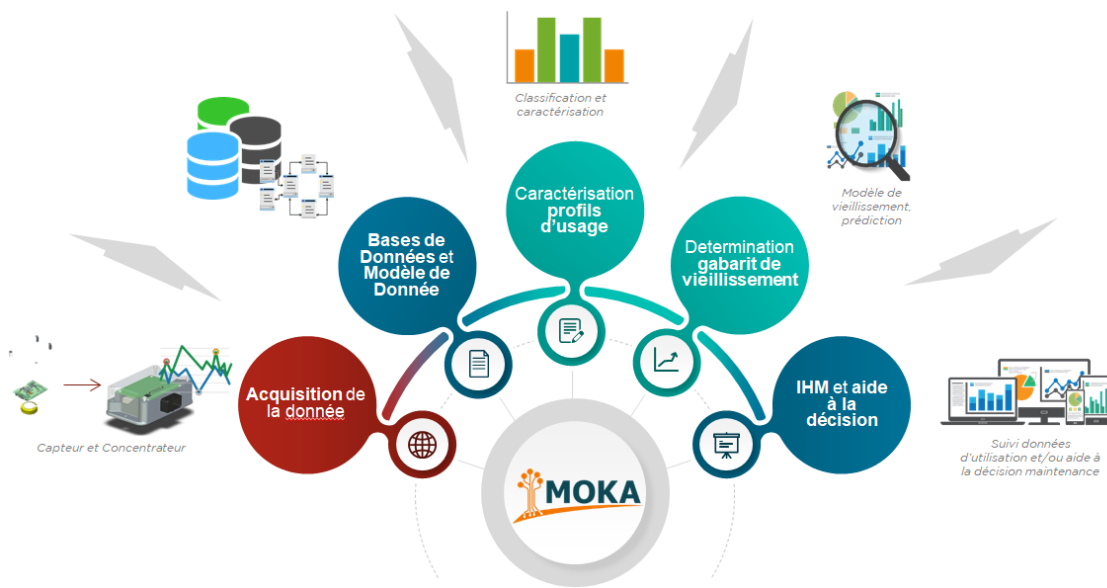 Classification et
caractérisation
Caractérisation
profils
d'usage
Modèle de
vieillissement,
prédiction
Bases de
Données et
Modèle de
Donnée
Determination
gabarit de
vieillissement
Acquisition de
la donnée
Capteur et Concentrateur
IHM et aide
à la
décision
Suivi données
d'utilisation et/ou aide à
la décision maintenance
MOKA